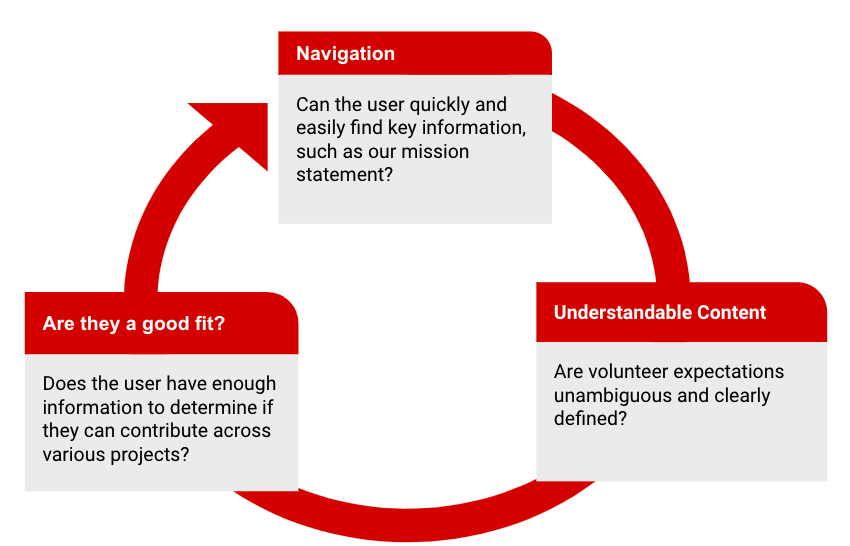 Navigation
Can the user quickly and
easily find key information,
such as our mission
statement?
Understandable Content
Are volunteer expectations
unambiguous and clearly
defined?
Are they a good fit?
Does the user have enough
information to determine if
they can contribute across
various projects?